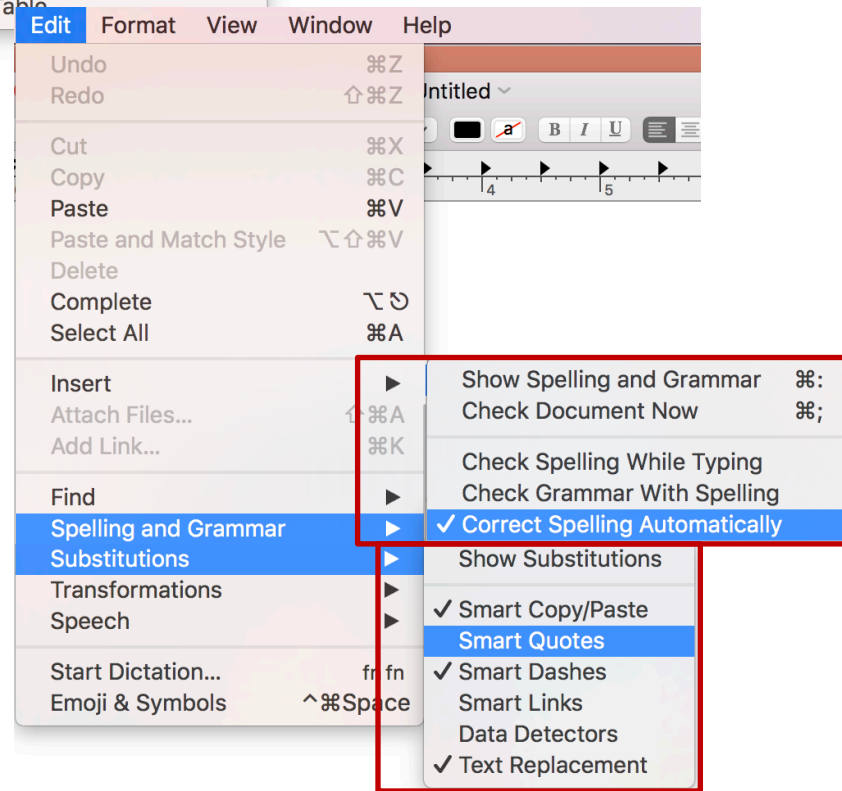 able
Edit Format View Window Help
Undo ⌘Z
Redo ⇧⌘Z
Untitled
a B I U
Cut ⌘X
Copy ⌘C
4 5
Paste ⌘V
Paste and Match Style ⌥⇧⌘V
Delete
Complete ⌥⎋
Select All ⌘A
Insert ▶
Attach Files... ⇧⌘A
Add Link... ⌘K
Find ▶
Spelling and Grammar ▶
Substitutions ▶
Transformations ▶
Speech ▶
Start Dictation... fn fn
Emoji & Symbols ^⌘Space
Show Spelling and Grammar ⌘:
Check Document Now ⌘;
Check Spelling While Typing
Check Grammar With Spelling
✓ Correct Spelling Automatically
Show Substitutions
✓ Smart Copy/Paste
Smart Quotes
✓ Smart Dashes
Smart Links
Data Detectors
✓ Text Replacement